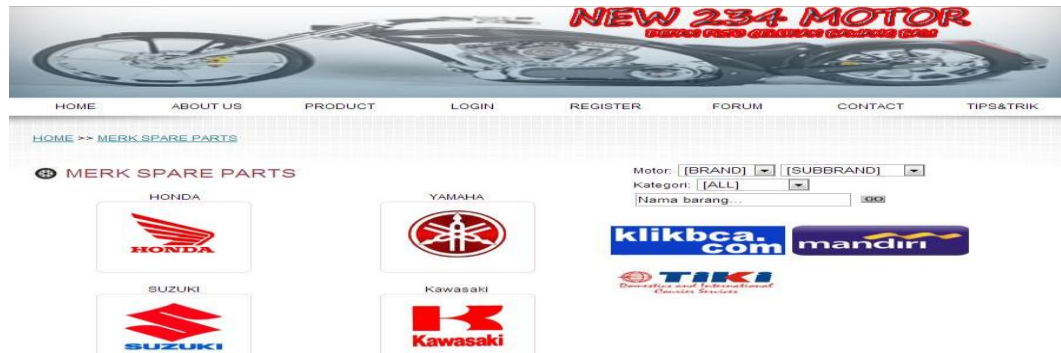 NEW 234 MOTOR
HOME ABOUT US PRODUCT LOGIN REGISTER FORUM CONTACT TIPS&TRIK
HOME >> MERK SPARE PARTS
MERK SPARE PARTS
Motor: [BRAND] [SUBBRAND]
Kategori: [ALL]
Nama barang... GO
HONDA YAMAHA
HONDA
klikbca.
com
mandiri
TIKI
Domestics and International
Courier Services
SUZUKI Kawasaki
SUZUKI
Kawasaki